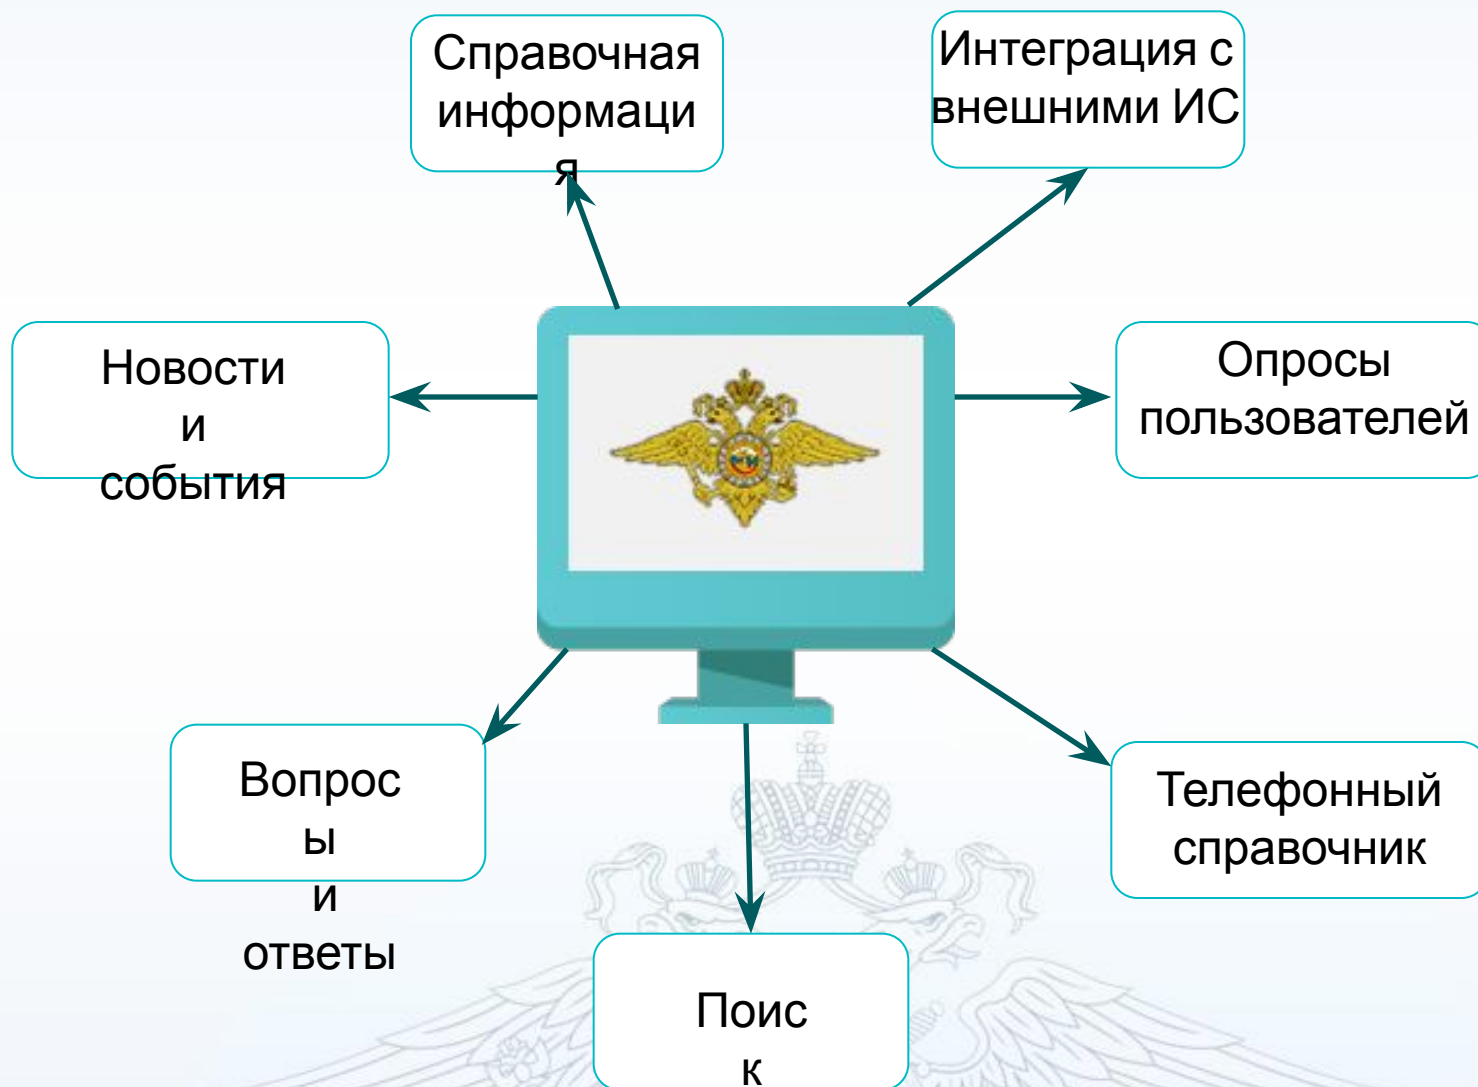 Справочная
информаци
я
Интеграция с
внешними ИС
Новости
и
события
Опросы
пользователей
Вопрос
ы
и
ответы
Телефонный
справочник
Поис
к